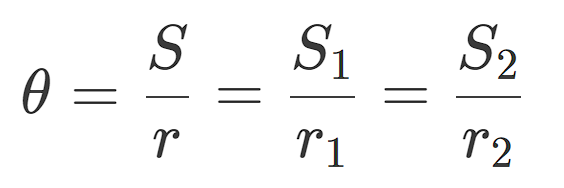 θ = S/r = S₁/r₁ = S₂/r₂